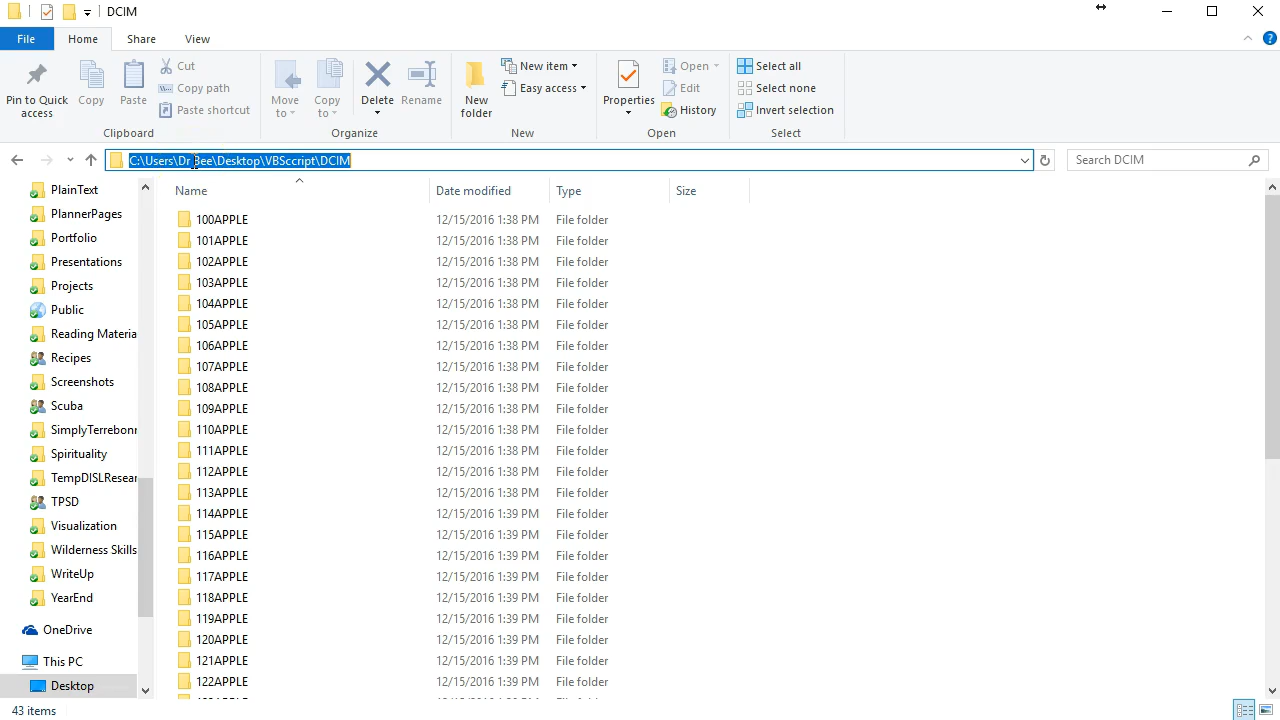 DCIM
File Home Share View
Pin to Quick access
Copy
Paste
Cut
Copy path
Paste shortcut
Clipboard
Move to
Copy to
Delete
Rename
Organize
New folder
New item
Easy access
New
Properties
Open
Edit
History
Open
Select all
Select none
Invert selection
Select
C:\Users\Dr Bee\Desktop\VBSccript\DCIM
Search DCIM
PlainText
PlannerPages
Portfolio
Presentations
Projects
Public
Reading Materia
Recipes
Screenshots
Scuba
SimplyTerrebonn
Spirituality
TempDISLResear
TPSD
Visualization
Wilderness Skills
WriteUp
YearEnd
OneDrive
This PC
Desktop
Name Date modified Type Size
100APPLE 12/15/2016 1:38 PM File folder
101APPLE 12/15/2016 1:38 PM File folder
102APPLE 12/15/2016 1:38 PM File folder
103APPLE 12/15/2016 1:38 PM File folder
104APPLE 12/15/2016 1:38 PM File folder
105APPLE 12/15/2016 1:38 PM File folder
106APPLE 12/15/2016 1:38 PM File folder
107APPLE 12/15/2016 1:38 PM File folder
108APPLE 12/15/2016 1:38 PM File folder
109APPLE 12/15/2016 1:38 PM File folder
110APPLE 12/15/2016 1:38 PM File folder
111APPLE 12/15/2016 1:38 PM File folder
112APPLE 12/15/2016 1:38 PM File folder
113APPLE 12/15/2016 1:38 PM File folder
114APPLE 12/15/2016 1:39 PM File folder
115APPLE 12/15/2016 1:39 PM File folder
116APPLE 12/15/2016 1:39 PM File folder
117APPLE 12/15/2016 1:39 PM File folder
118APPLE 12/15/2016 1:39 PM File folder
119APPLE 12/15/2016 1:39 PM File folder
120APPLE 12/15/2016 1:39 PM File folder
121APPLE 12/15/2016 1:39 PM File folder
122APPLE 12/15/2016 1:39 PM File folder
43 items